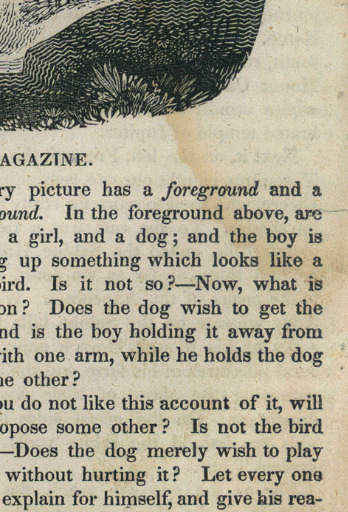 AGAZINE.
ry picture has a foreground and a
ound. In the foreground above, are
a girl, and a dog; and the boy is
g up something which looks like a
bird. Is it not so?—Now, what is
on? Does the dog wish to get the
nd is the boy holding it away from
with one arm, while he holds the dog
he other?
ou do not like this account of it, will
opose some other? Is not the bird
—Does the dog merely wish to play
without hurting it? Let every one
explain for himself, and give his rea-